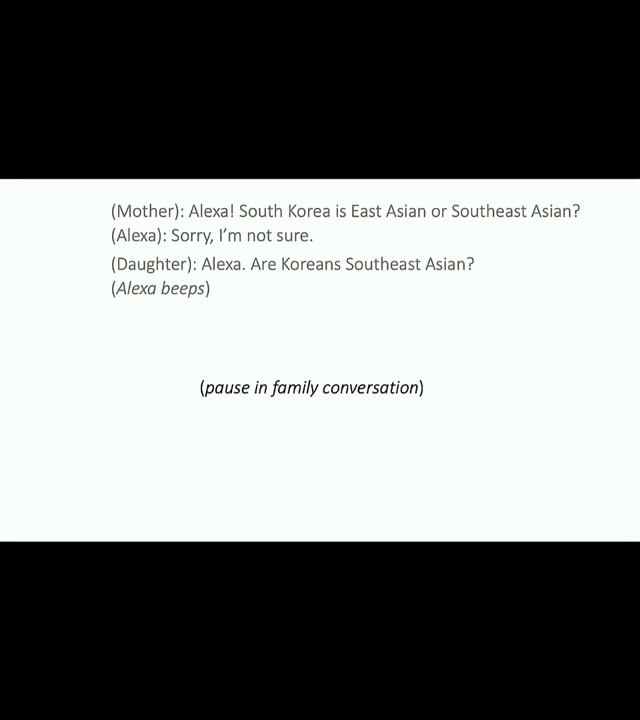 (Mother): Alexa! South Korea is East Asian or Southeast Asian?
(Alexa): Sorry, I’m not sure.
(Daughter): Alexa. Are Koreans Southeast Asian?
(Alexa beeps)
(pause in family conversation)